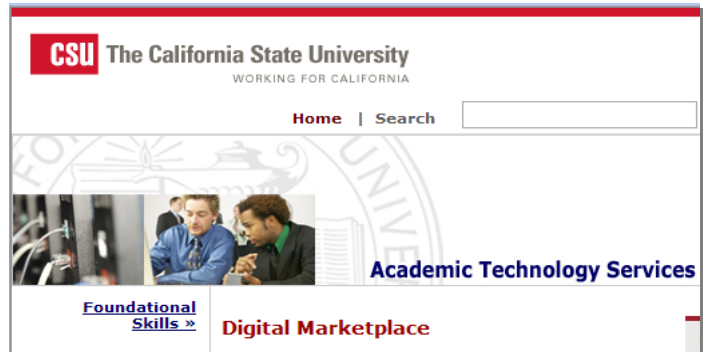 CSU The California State University
WORKING FOR CALIFORNIA
Home | Search
Academic Technology Services
Foundational
Skills »
Digital Marketplace